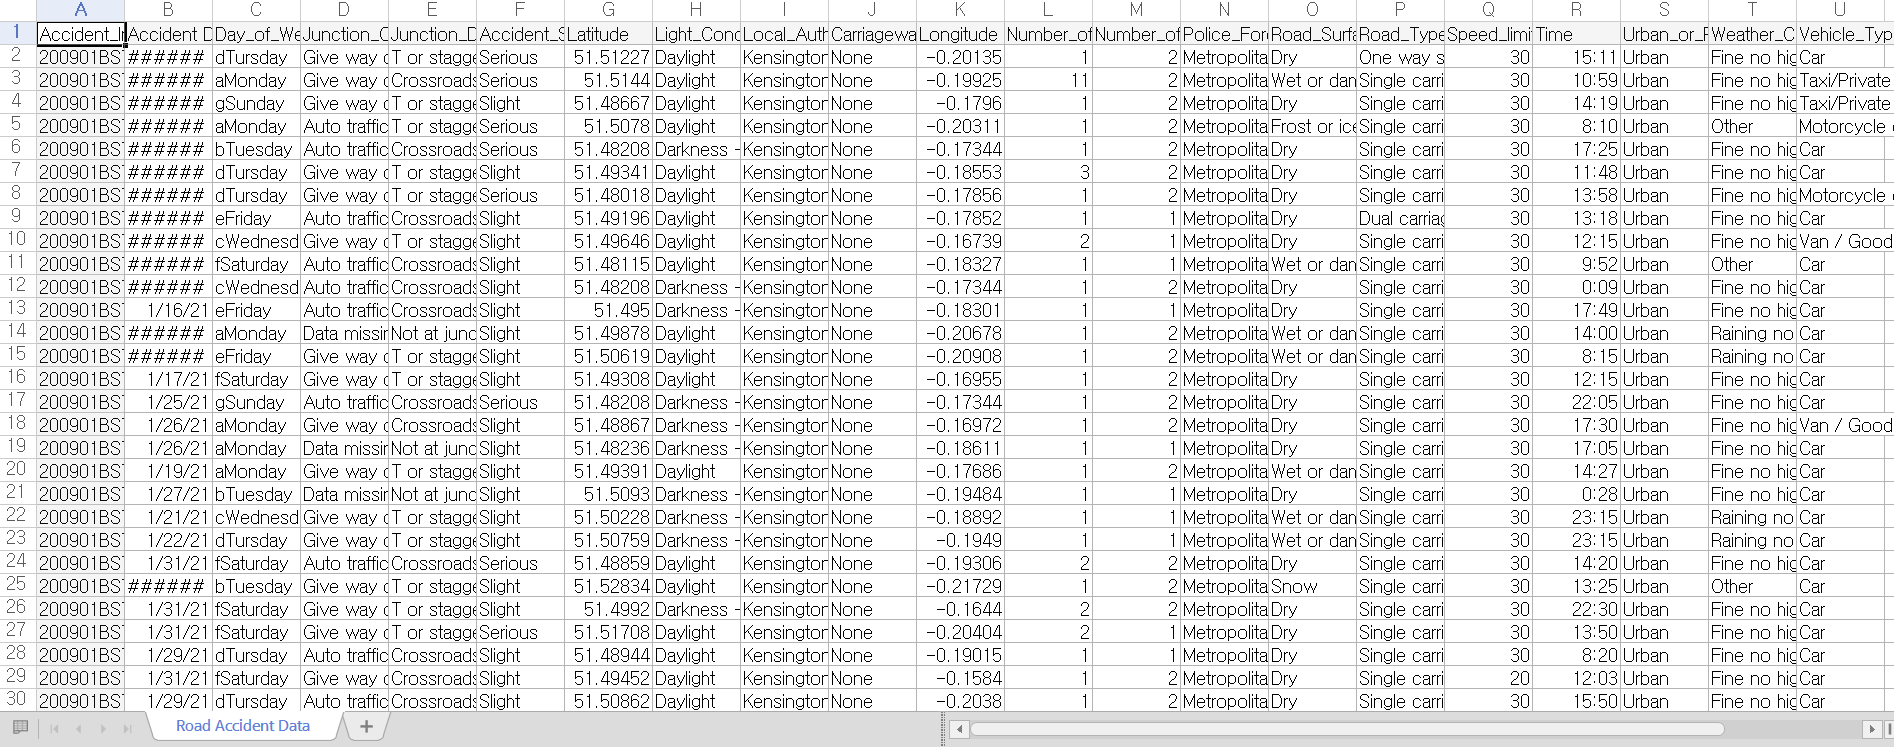 A B C D E F G H I J K L M N O P Q R S T U
1 Accident_I Accident D Day_of_We Junction_C Junction_D Accident_S Latitude Light_Cond Local_Auth Carriagewa Longitude Number_of Number_of Police_For Road_Surfa Road_Type Speed_limi Time Urban_or_R Weather_C Vehicle_Typ
2 200901BS ###### dTursday Give way o T or stagge Serious 51.51227 Daylight Kensington None -0.20135 1 2 Metropolita Dry One way s 30 15:11 Urban Fine no hig Car
3 200901BS ###### aMonday Give way o T or stagge Serious 51.5144 Daylight Kensington None -0.19925 11 2 Metropolita Wet or dan Single carri 30 10:59 Urban Fine no hig Taxi/Private
4 200901BS ###### gSunday Give way o T or stagge Slight 51.48667 Daylight Kensington None -0.1796 1 2 Metropolita Dry Single carri 30 14:19 Urban Fine no hig Taxi/Private
5 200901BS ###### aMonday Auto traffic T or stagge Serious 51.5078 Daylight Kensington None -0.20311 1 2 Metropolita Frost or ice Single carri 30 8:10 Urban Other Motorcycle
6 200901BS ###### bTuesday Auto traffic Crossroads Serious 51.48208 Darkness - Kensington None -0.17344 1 2 Metropolita Dry Single carri 30 17:25 Urban Fine no hig Car
7 200901BS ###### dTursday Give way o T or stagge Slight 51.49341 Daylight Kensington None -0.18553 3 2 Metropolita Dry Single carri 30 11:48 Urban Fine no hig Car
8 200901BS ###### dTursday Give way o T or stagge Serious 51.48018 Daylight Kensington None -0.17856 1 2 Metropolita Dry Single carri 30 13:58 Urban Fine no hig Motorcycle
9 200901BS ###### eFriday Auto traffic Crossroads Slight 51.49196 Daylight Kensington None -0.17852 1 1 Metropolita Dry Dual carriag 30 13:18 Urban Fine no hig Car
10 200901BS ###### cWednesd Give way o T or stagge Slight 51.49646 Daylight Kensington None -0.16739 2 1 Metropolita Dry Single carri 30 12:15 Urban Fine no hig Van / Good
11 200901BS ###### fSaturday Auto traffic Crossroads Slight 51.48115 Daylight Kensington None -0.18327 1 1 Metropolita Wet or dan Single carri 30 9:52 Urban Other Car
12 200901BS ###### cWednesd Auto traffic Crossroads Slight 51.48208 Darkness - Kensington None -0.17344 1 2 Metropolita Dry Single carri 30 0:09 Urban Fine no hig Car
13 200901BS 1/16/21 eFriday Auto traffic Crossroads Slight 51.495 Darkness - Kensington None -0.18301 1 1 Metropolita Dry Single carri 30 17:49 Urban Fine no hig Car
14 200901BS ###### aMonday Data missin Not at junc Slight 51.49878 Daylight Kensington None -0.20678 1 2 Metropolita Wet or dan Single carri 30 14:00 Urban Raining no Car
15 200901BS ###### eFriday Give way o T or stagge Slight 51.50619 Daylight Kensington None -0.20908 1 2 Metropolita Wet or dan Single carri 30 8:15 Urban Raining no Car
16 200901BS 1/17/21 fSaturday Give way o T or stagge Slight 51.49308 Daylight Kensington None -0.16955 1 2 Metropolita Dry Single carri 30 12:15 Urban Fine no hig Car
17 200901BS 1/25/21 gSunday Auto traffic Crossroads Serious 51.48208 Darkness - Kensington None -0.17344 1 2 Metropolita Dry Single carri 30 22:05 Urban Fine no hig Car
18 200901BS 1/26/21 aMonday Give way o Crossroads Slight 51.48867 Darkness - Kensington None -0.16972 1 2 Metropolita Dry Single carri 30 17:30 Urban Fine no hig Van / Good
19 200901BS 1/26/21 aMonday Data missin Not at junc Slight 51.48236 Darkness - Kensington None -0.18611 1 1 Metropolita Dry Single carri 30 17:05 Urban Fine no hig Car
20 200901BS 1/19/21 aMonday Give way o T or stagge Slight 51.49391 Daylight Kensington None -0.17686 1 2 Metropolita Wet or dan Single carri 30 14:27 Urban Fine no hig Car
21 200901BS 1/27/21 bTuesday Data missin Not at junc Slight 51.5093 Darkness - Kensington None -0.19484 1 1 Metropolita Dry Single carri 30 0:28 Urban Fine no hig Car
22 200901BS 1/21/21 cWednesd Give way o T or stagge Slight 51.50228 Darkness - Kensington None -0.18892 1 1 Metropolita Wet or dan Single carri 30 23:15 Urban Raining no Car
23 200901BS 1/22/21 dTursday Give way o T or stagge Slight 51.50759 Darkness - Kensington None -0.1949 1 1 Metropolita Wet or dan Single carri 30 23:15 Urban Raining no Car
24 200901BS 1/31/21 fSaturday Auto traffic Crossroads Serious 51.48859 Daylight Kensington None -0.19306 2 2 Metropolita Dry Single carri 30 14:20 Urban Fine no hig Car
25 200901BS ###### bTuesday Give way o T or stagge Slight 51.52834 Daylight Kensington None -0.21729 1 1 Metropolita Snow Single carri 30 13:25 Urban Other Car
26 200901BS 1/31/21 fSaturday Give way o T or stagge Slight 51.4992 Darkness - Kensington None -0.1644 2 2 Metropolita Dry Single carri 30 22:30 Urban Fine no hig Car
27 200901BS 1/31/21 fSaturday Give way o T or stagge Serious 51.51708 Daylight Kensington None -0.20404 2 1 Metropolita Dry Single carri 30 13:50 Urban Fine no hig Car
28 200901BS 1/29/21 dTursday Auto traffic Crossroads Slight 51.48944 Daylight Kensington None -0.19015 1 1 Metropolita Dry Single carri 30 8:20 Urban Fine no hig Car
29 200901BS 1/31/21 fSaturday Give way o Crossroads Slight 51.49452 Daylight Kensington None -0.1584 1 2 Metropolita Dry Single carri 20 12:03 Urban Fine no hig Car
30 200901BS 1/29/21 dTursday Auto traffic Crossroads Slight 51.50862 Daylight Kensington None -0.2038 1 2 Metropolita Dry Single carri 30 15:50 Urban Fine no hig Car
Road Accident Data